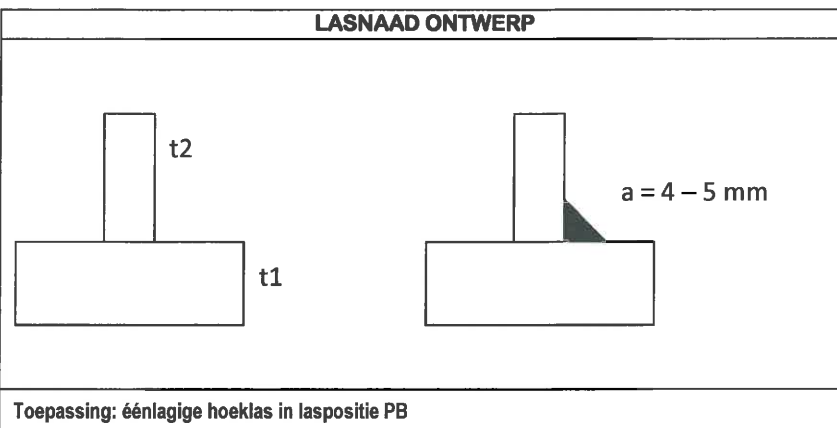 LASNAAD ONTWERP
t2
a = 4 – 5 mm
t1
Toepassing: éénlagige hoeklas in laspositie PB